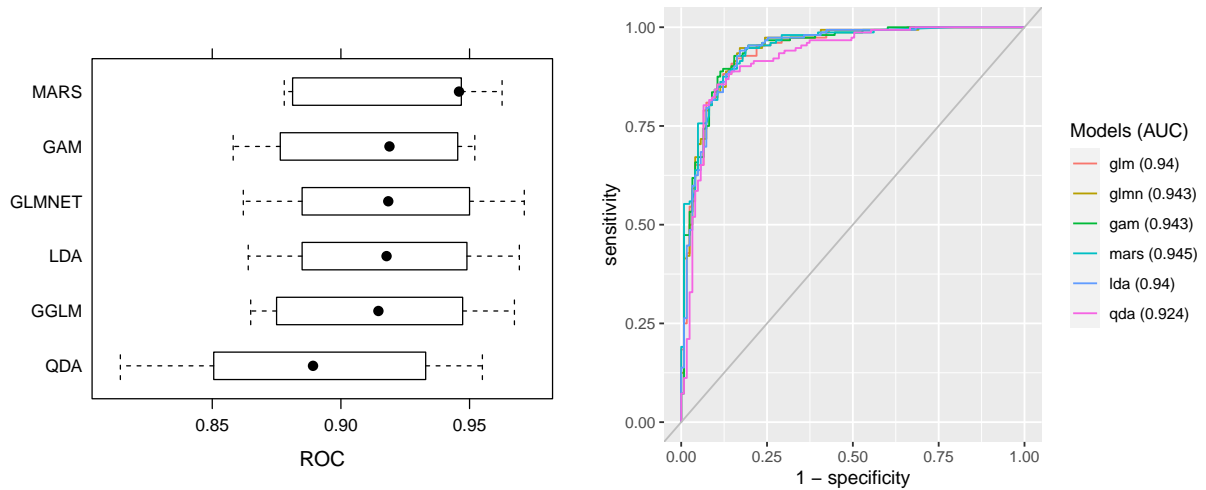 MARS
GAM
GLMNET
LDA
GGLM
QDA
0.85 0.90 0.95
ROC
1.00
0.75
0.50
0.25
0.00
sensitivity
0.00 0.25 0.50 0.75 1.00
1 − specificity
Models (AUC)
glm (0.94)
glmn (0.943)
gam (0.943)
mars (0.945)
lda (0.94)
qda (0.924)